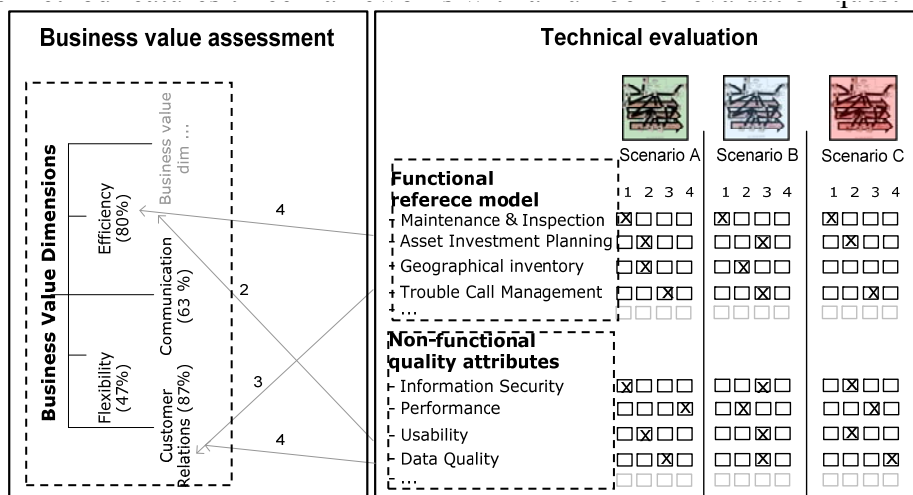 Business value assessment
Technical evaluation
Business Value Dimensions
Business value
dim ...
Efficiency
(80%)
Communication
(63 %)
Flexibility
(47%)
Customer
Relations (87%)
4
2
3
4
Scenario A
Scenario B
Scenario C
1 2 3 4
1 2 3 4
1 2 3 4
Functional
referece model
Maintenance & Inspection
Asset Investment Planning
Geographical inventory
Trouble Call Management
...
Non-functional
quality attributes
Information Security
Performance
Usability
Data Quality
...